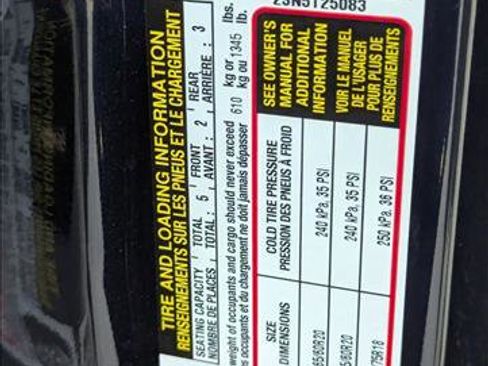 23N5125083
TIRE AND LOADING INFORMATION
RENSEIGNEMENTS SUR LES PNEUS ET LE CHARGEMENT
SEATING CAPACITY TOTAL 5 FRONT 2 REAR 3
NOMBRE DE PLACES TOTAL : AVANT : ARRIÈRE :
weight of occupants and cargo should never exceed 610 kg or 1345 lbs.
occupants et du chargement ne doit jamais dépasser kg ou lb.
SIZE
DIMENSIONS
COLD TIRE PRESSURE
PRESSION DES PNEUS À FROID
SEE OWNER'S
MANUAL FOR
ADDITIONAL
INFORMATION
VOIR LE MANUEL
DE L'USAGER
POUR PLUS DE
RENSEIGNEMENTS
65/60R20 240 kPa, 35 PSI
5/60R20 240 kPa, 35 PSI
75R18 250 kPa, 36 PSI